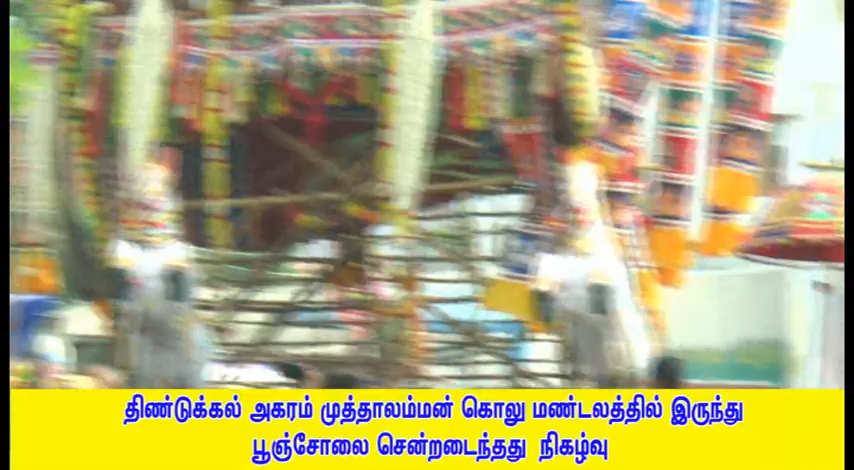 திண்டுக்கல் அகரம் முத்தாலம்மன் கொலு மண்டலத்தில் இருந்து
பூஞ்சோலை சென்றடைந்தது நிகழ்வு